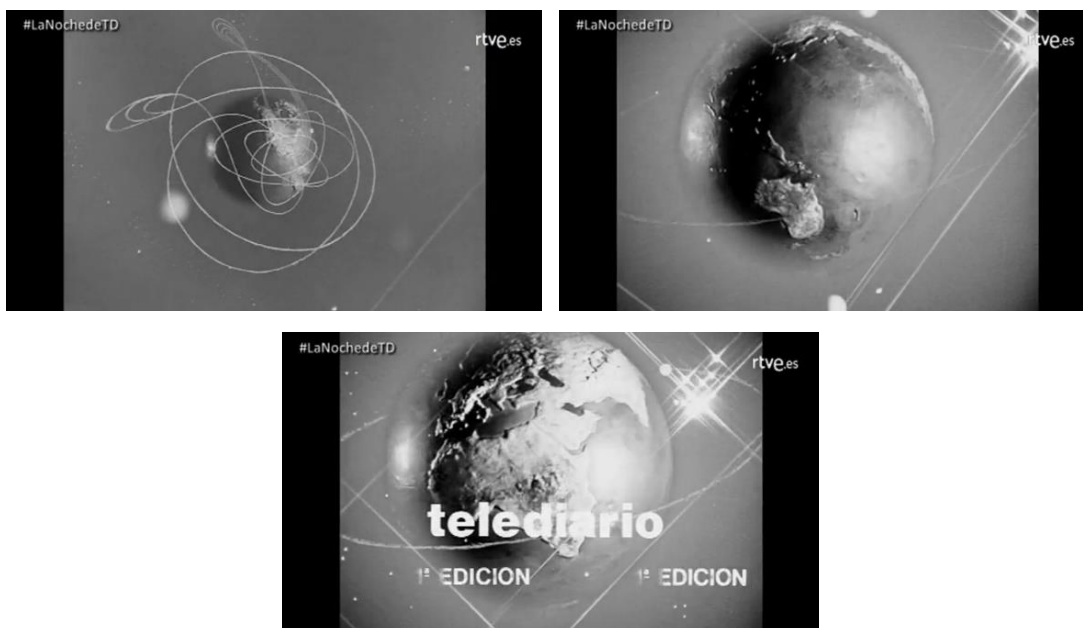 #LaNochedeTD
rtve.es
#LaNochedeTD
rtve.es
#LaNochedeTD
rtve.es
telediario
1ª EDICION 1ª EDICION